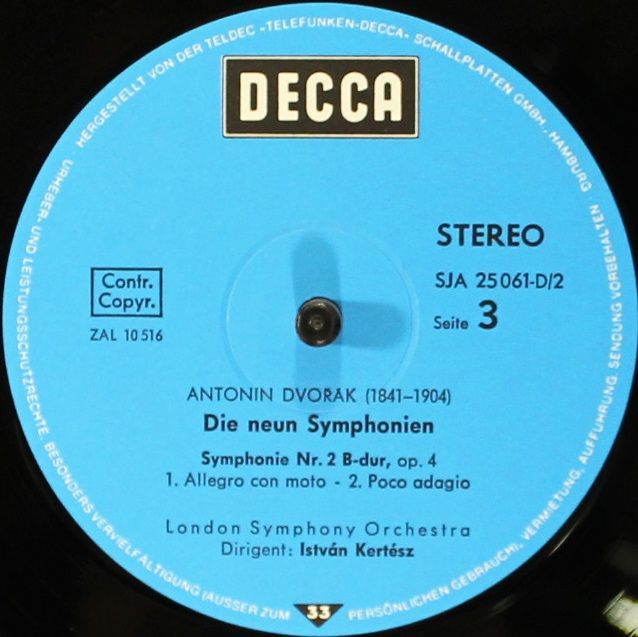 HERGESTELLT VON DER TELDEC »TELEFUNKEN-DECCA« SCHALLPLATTEN GMBH., HAMBURG
URHEBER- UND LEISTUNGSSCHUTZRECHTE, BESONDERS VERVIELFÄLTIGUNG (AUSSER ZUM PERSÖNLICHEN GEBRAUCH), VERMIETUNG, AUFFÜHRUNG, SENDUNG VORBEHALTEN
DECCA
STEREO
Contr.
Copyr.
SJA 25061-D/2
ZAL 10516
Seite 3
ANTONIN DVORAK (1841–1904)
Die neun Symphonien
Symphonie Nr. 2 B-dur, op. 4
1. Allegro con moto - 2. Poco adagio
London Symphony Orchestra
Dirigent: István Kertész
33